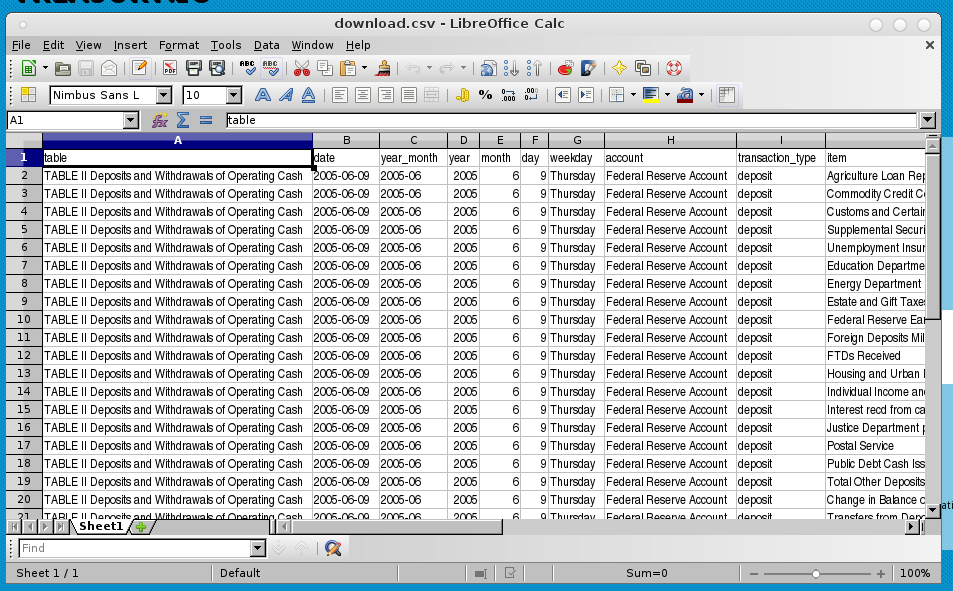 download.csv - LibreOffice Calc
File Edit View Insert Format Tools Data Window Help
Nimbus Sans L 10
A1 table
A B C D E F G H I
1 table date year_month year month day weekday account transaction_type item
2 TABLE II Deposits and Withdrawals of Operating Cash 2005-06-09 2005-06 2005 6 9 Thursday Federal Reserve Account deposit Agriculture Loan Rep
3 TABLE II Deposits and Withdrawals of Operating Cash 2005-06-09 2005-06 2005 6 9 Thursday Federal Reserve Account deposit Commodity Credit C
4 TABLE II Deposits and Withdrawals of Operating Cash 2005-06-09 2005-06 2005 6 9 Thursday Federal Reserve Account deposit Customs and Certain
5 TABLE II Deposits and Withdrawals of Operating Cash 2005-06-09 2005-06 2005 6 9 Thursday Federal Reserve Account deposit Supplemental Securi
6 TABLE II Deposits and Withdrawals of Operating Cash 2005-06-09 2005-06 2005 6 9 Thursday Federal Reserve Account deposit Unemployment Insur
7 TABLE II Deposits and Withdrawals of Operating Cash 2005-06-09 2005-06 2005 6 9 Thursday Federal Reserve Account deposit Education Departme
8 TABLE II Deposits and Withdrawals of Operating Cash 2005-06-09 2005-06 2005 6 9 Thursday Federal Reserve Account deposit Energy Department
9 TABLE II Deposits and Withdrawals of Operating Cash 2005-06-09 2005-06 2005 6 9 Thursday Federal Reserve Account deposit Estate and Gift Taxes
10 TABLE II Deposits and Withdrawals of Operating Cash 2005-06-09 2005-06 2005 6 9 Thursday Federal Reserve Account deposit Federal Reserve Ear
11 TABLE II Deposits and Withdrawals of Operating Cash 2005-06-09 2005-06 2005 6 9 Thursday Federal Reserve Account deposit Foreign Deposits Mil
12 TABLE II Deposits and Withdrawals of Operating Cash 2005-06-09 2005-06 2005 6 9 Thursday Federal Reserve Account deposit FTDs Received
13 TABLE II Deposits and Withdrawals of Operating Cash 2005-06-09 2005-06 2005 6 9 Thursday Federal Reserve Account deposit Housing and Urban
14 TABLE II Deposits and Withdrawals of Operating Cash 2005-06-09 2005-06 2005 6 9 Thursday Federal Reserve Account deposit Individual Income an
15 TABLE II Deposits and Withdrawals of Operating Cash 2005-06-09 2005-06 2005 6 9 Thursday Federal Reserve Account deposit Interest recd from ca
16 TABLE II Deposits and Withdrawals of Operating Cash 2005-06-09 2005-06 2005 6 9 Thursday Federal Reserve Account deposit Justice Department p
17 TABLE II Deposits and Withdrawals of Operating Cash 2005-06-09 2005-06 2005 6 9 Thursday Federal Reserve Account deposit Postal Service
18 TABLE II Deposits and Withdrawals of Operating Cash 2005-06-09 2005-06 2005 6 9 Thursday Federal Reserve Account deposit Public Debt Cash Iss
19 TABLE II Deposits and Withdrawals of Operating Cash 2005-06-09 2005-06 2005 6 9 Thursday Federal Reserve Account deposit Total Other Deposits
20 TABLE II Deposits and Withdrawals of Operating Cash 2005-06-09 2005-06 2005 6 9 Thursday Federal Reserve Account deposit Change in Balance o
21 TABLE II Deposits and Withdrawals of Operating Cash 2005-06-09 2005-06 2005 6 9 Thursday Federal Reserve Account deposit Transfers from Depo
Sheet1
Find
Sheet 1 / 1 Default Sum=0 100%